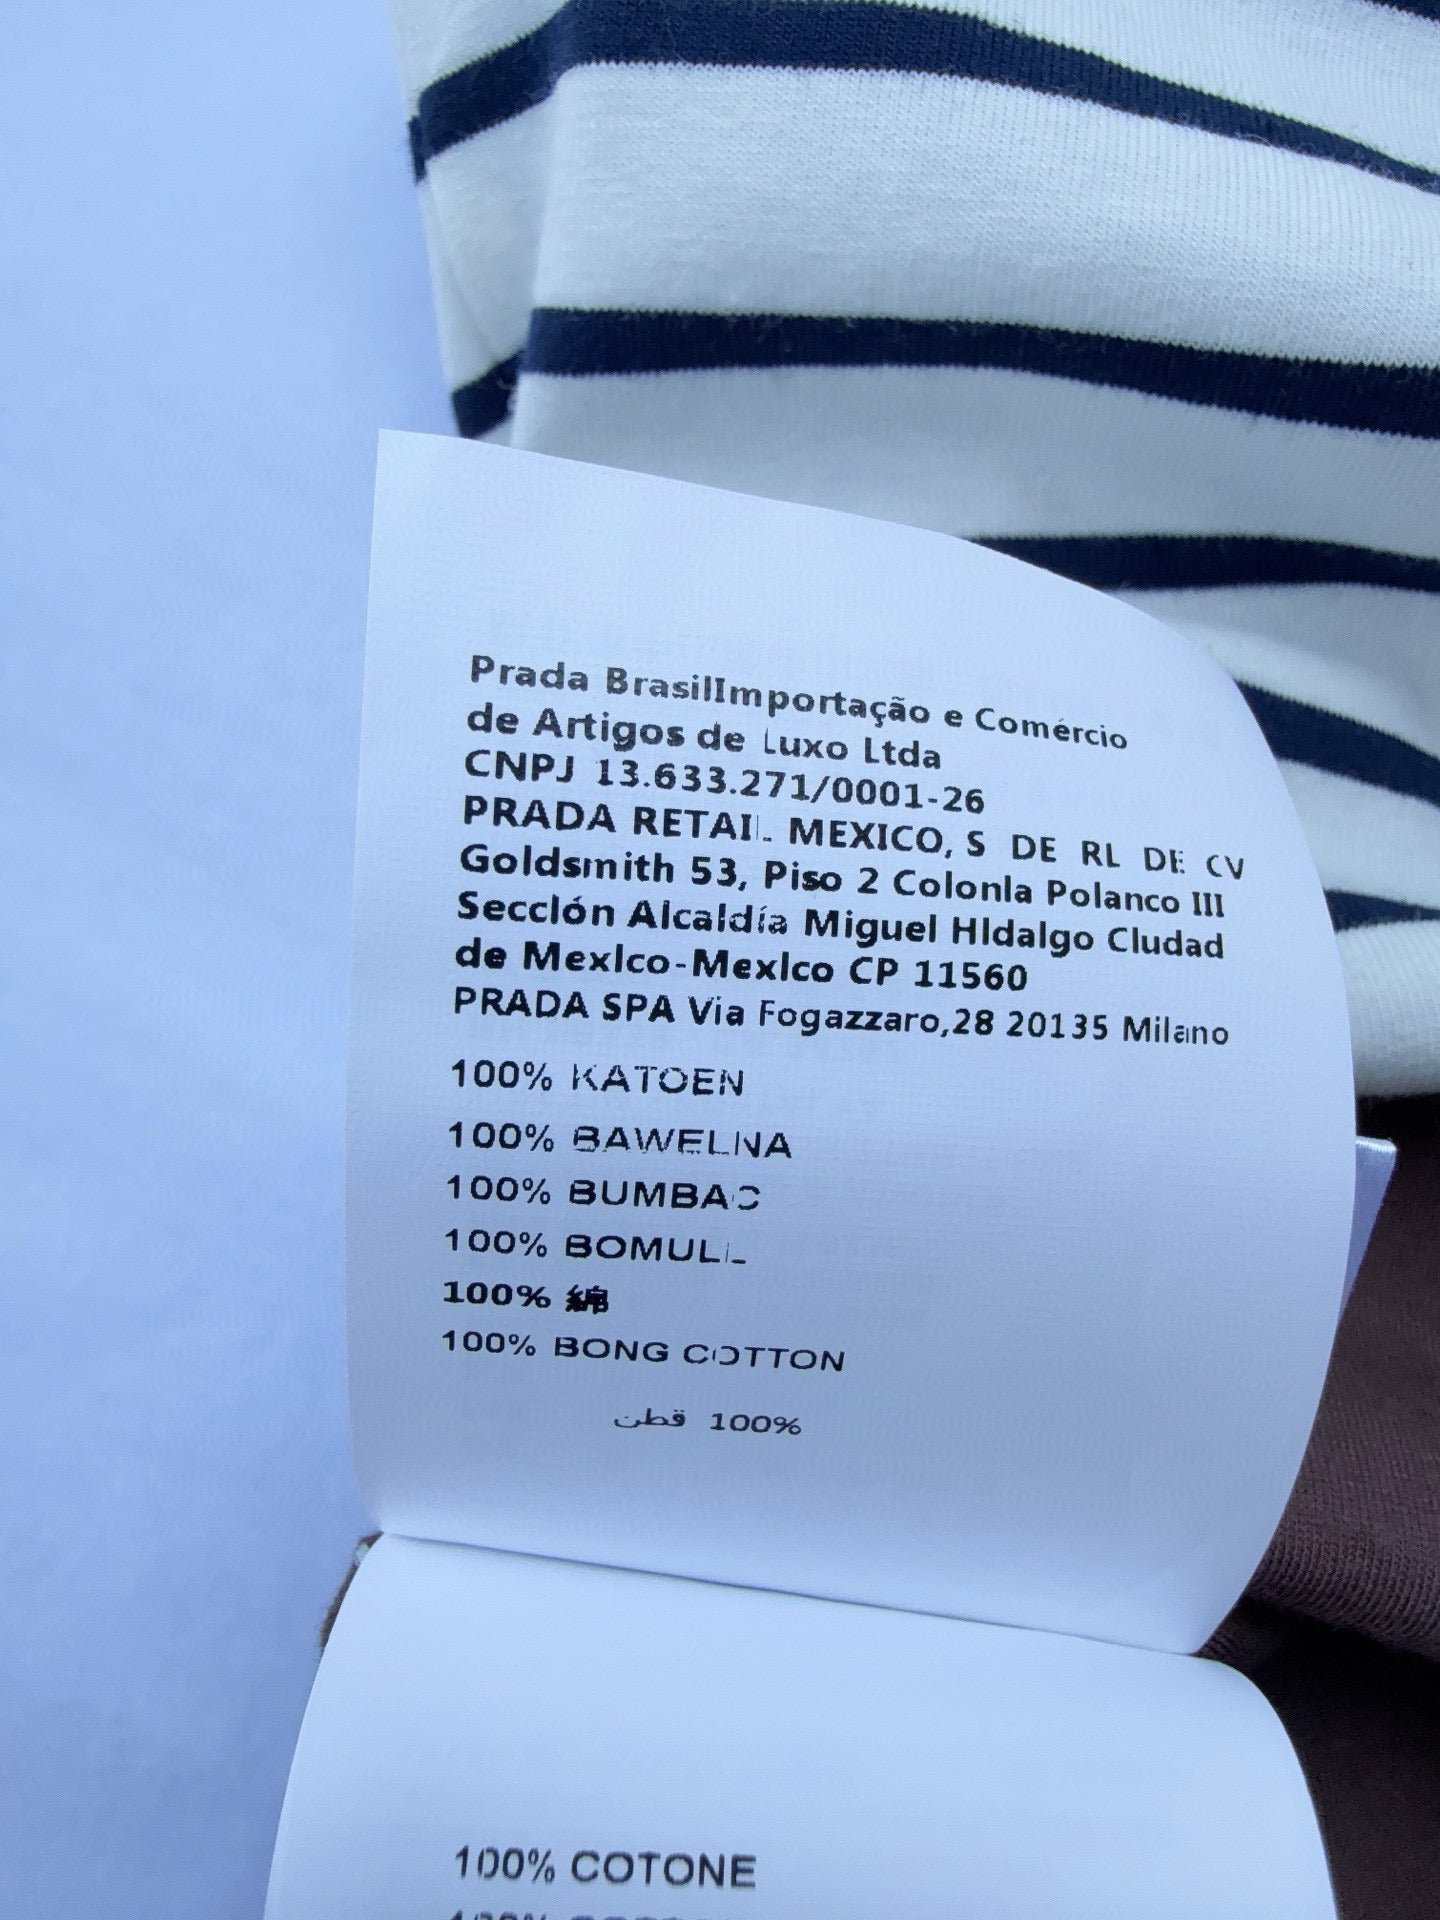 Prada BrasilImportação e Comércio
de Artigos de Luxo Ltda
CNPJ 13.633.271/0001-26
PRADA RETAIL MEXICO, S DE RL DE CV
Goldsmith 53, Piso 2 Colonla Polanco III
Secclón Alcaldía Miguel Hldalgo Cludad
de Mexlco-Mexlco CP 11560
PRADA SPA Via Fogazzaro,28 20135 Milano
100% KATOEN
100% BAWELNA
100% BUMBAC
100% BOMULL
100% 綿
100% BONG COTTON
100% قطن
100% COTONE